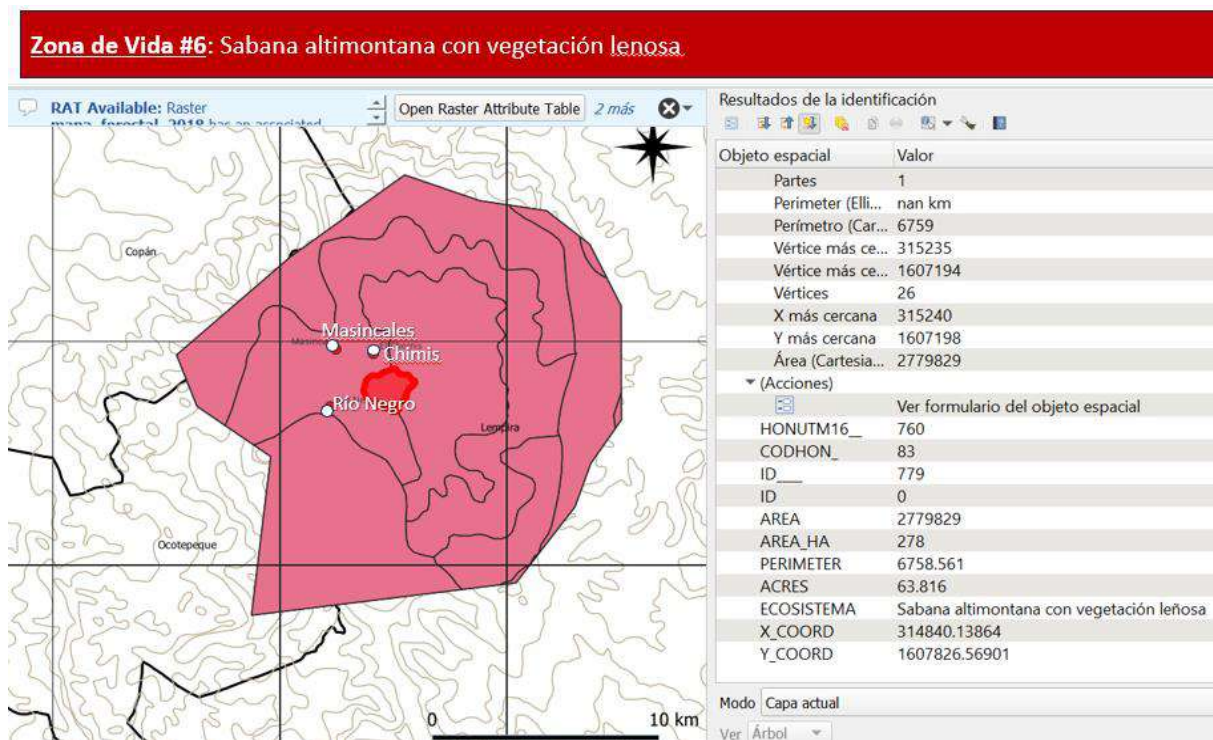 Zona de Vida #6: Sabana altimontana con vegetación lenosa
RAT Available: Raster
mapa_forestal_2018 has an associated
Open Raster Attribute Table
2 más
Copán
Masincales
Chimis
Río Negro
Lempira
Ocotepeque
0
10 km
Resultados de la identificación
Objeto espacial Valor
Partes 1
Perimeter (Elli... nan km
Perímetro (Car... 6759
Vértice más ce... 315235
Vértice más ce... 1607194
Vértices 26
X más cercana 315240
Y más cercana 1607198
Área (Cartesia... 2779829
(Acciones)
Ver formulario del objeto espacial
HONUTM16__ 760
CODHON_ 83
ID___ 779
ID 0
AREA 2779829
AREA_HA 278
PERIMETER 6758.561
ACRES 63.816
ECOSISTEMA Sabana altimontana con vegetación leñosa
X_COORD 314840.13864
Y_COORD 1607826.56901
Modo Capa actual
Ver Árbol